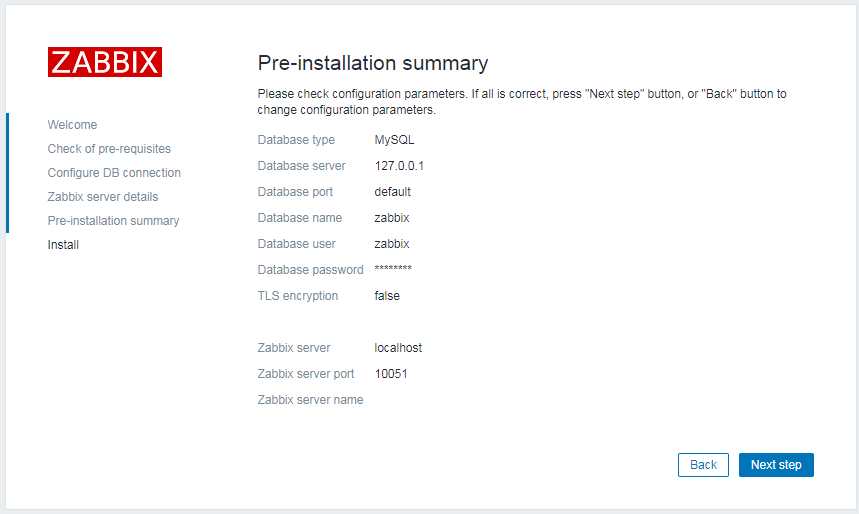 ZABBIX
Welcome
Check of pre-requisites
Configure DB connection
Zabbix server details
Pre-installation summary
Install
Pre-installation summary
Please check configuration parameters. If all is correct, press "Next step" button, or "Back" button to
change configuration parameters.
Database type MySQL
Database server 127.0.0.1
Database port default
Database name zabbix
Database user zabbix
Database password ********
TLS encryption false
Zabbix server localhost
Zabbix server port 10051
Zabbix server name
Back Next step